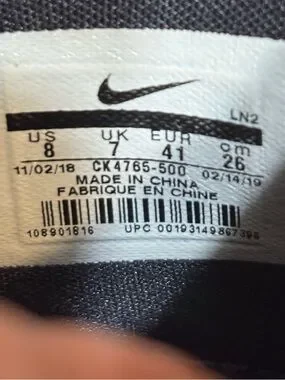 LN2
US UK EUR cm
8 7 41 26
11/02/18 CK4765-500 02/14/19
MADE IN CHINA
FABRIQUE EN CHINE
108901816 UPC 00193149867398